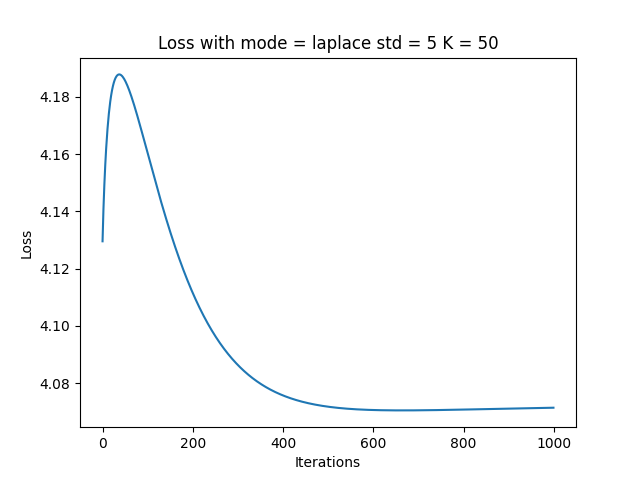 Loss with mode = laplace std = 5 K = 50
4.18
4.16
4.14
4.12
4.10
4.08
Loss
0 200 400 600 800 1000
Iterations